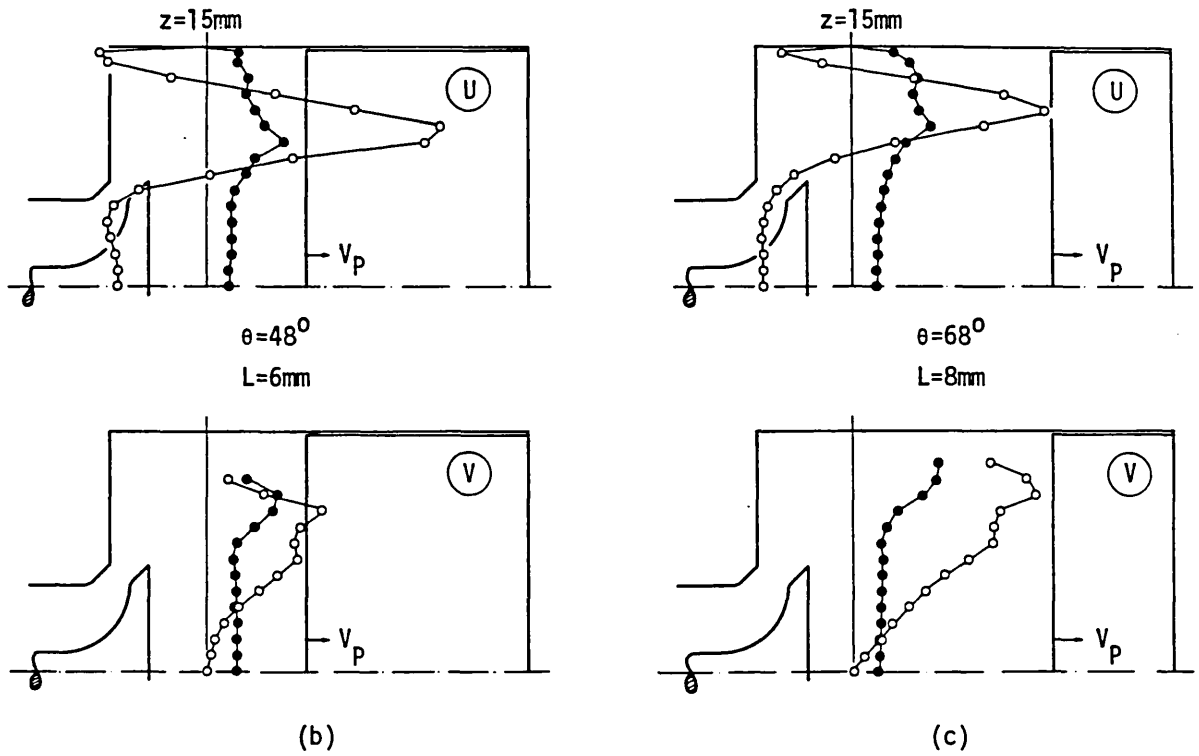 z=15mm
z=15mm
U
U
V_p
V_p
θ=48°
θ=68°
L=6mm
L=8mm
V
V
V_p
V_p
(b)
(c)